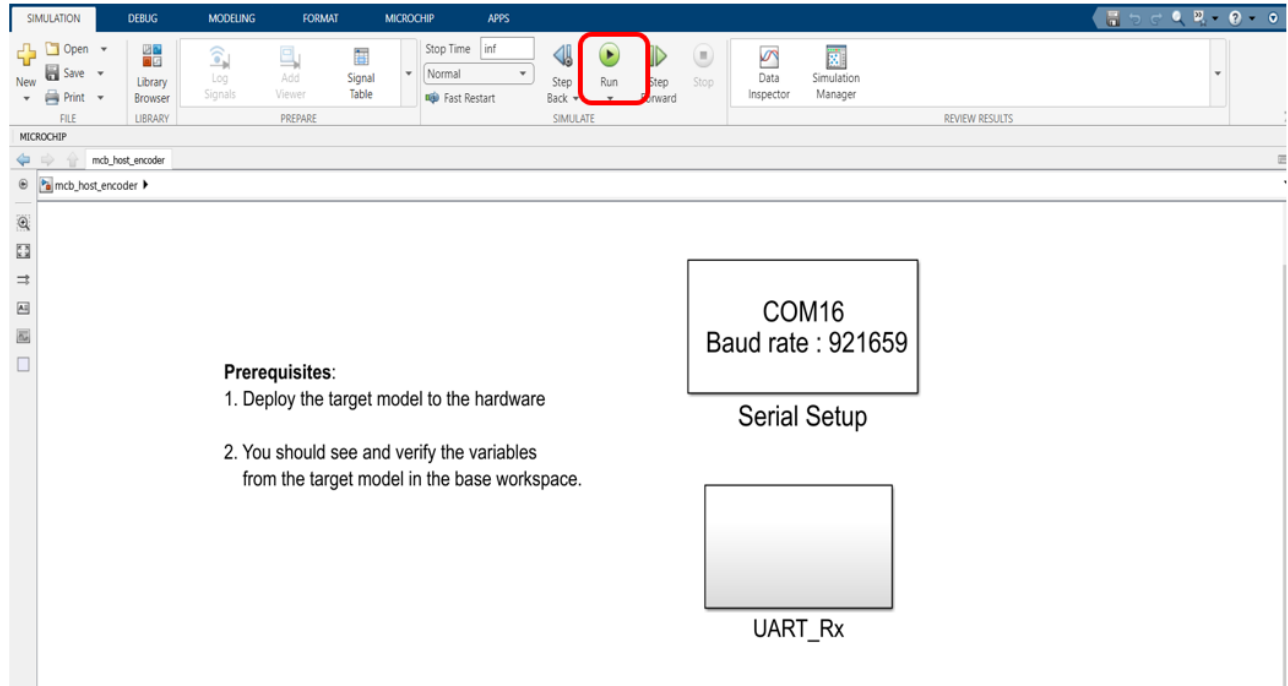 SIMULATION DEBUG MODELING FORMAT MICROCHIP APPS
New
Open
Save
Print
FILE
Library
Browser
LIBRARY
Log
Signals
Add
Viewer
Signal
Table
PREPARE
Stop Time inf
Normal
Fast Restart
Step
Back
Run
Step
Forward
Stop
SIMULATE
Data
Inspector
Simulation
Manager
REVIEW RESULTS
MICROCHIP
mcb_host_encoder
mcb_host_encoder
Prerequisites:
1. Deploy the target model to the hardware
2. You should see and verify the variables
from the target model in the base workspace.
COM16
Baud rate : 921659
Serial Setup
UART_Rx